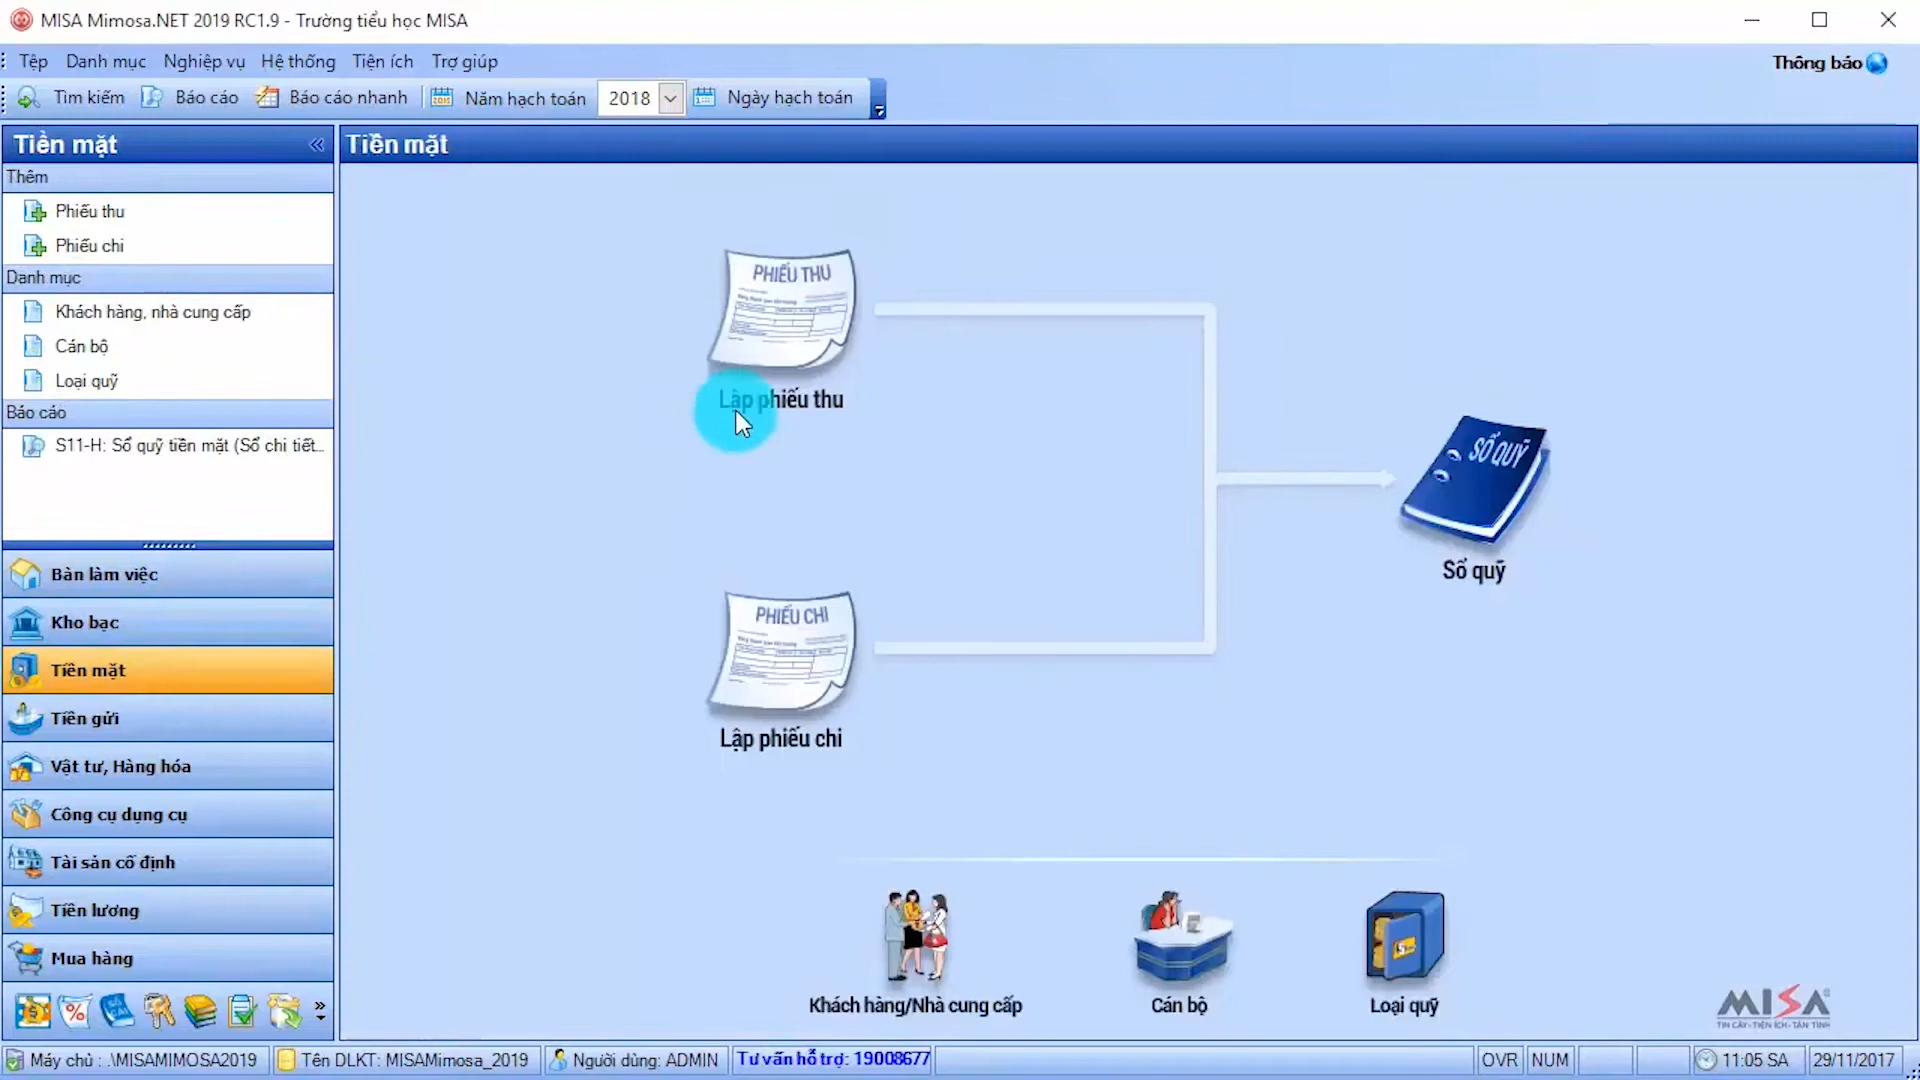 MISA Mimosa.NET 2019 RC1.9 - Trường tiểu học MISA
Tệp Danh mục Nghiệp vụ Hệ thống Tiện ích Trợ giúp Thông báo
Tìm kiếm Báo cáo Báo cáo nhanh Năm hạch toán 2018 Ngày hạch toán
Tiền mặt
Thêm
Phiếu thu
Phiếu chi
Danh mục
Khách hàng, nhà cung cấp
Cán bộ
Loại quỹ
Báo cáo
S11-H: Sổ quỹ tiền mặt (Sổ chi tiết...
Bàn làm việc
Kho bạc
Tiền mặt
Tiền gửi
Vật tư, Hàng hóa
Công cụ dụng cụ
Tài sản cố định
Tiền lương
Mua hàng
Tiền mặt
PHIẾU THU
Lập phiếu thu
SỔ QUỸ
Sổ quỹ
PHIẾU CHI
Lập phiếu chi
Khách hàng/Nhà cung cấp
Cán bộ
Loại quỹ
MISA
TIN CẬY - TIỆN ÍCH - TẬN TÌNH
Máy chủ : .\MISAMIMOSA2019 Tên DLKT: MISAMimosa_2019 Người dùng: ADMIN Tư vấn hỗ trợ: 19008677 OVR NUM 11:05 SA 29/11/2017